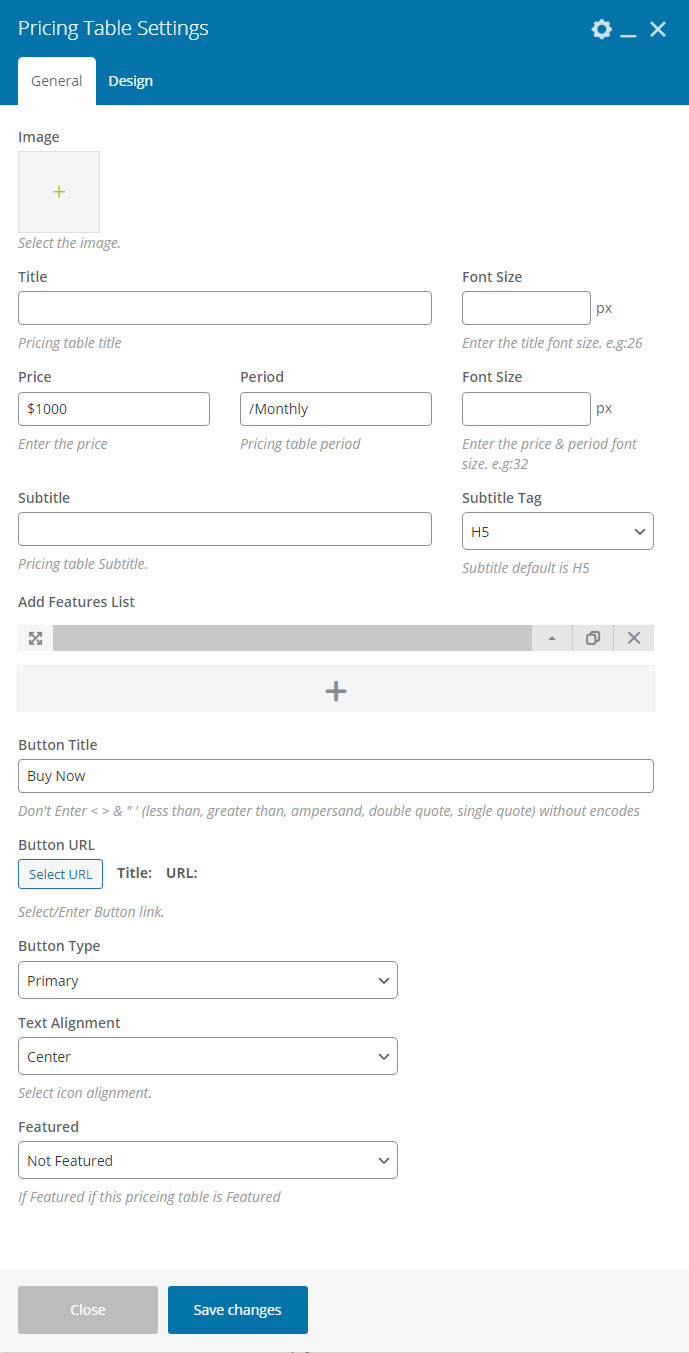 Pricing Table Settings
General Design
Image
Select the image.
Title Font Size
px
Pricing table title Enter the title font size. e.g:26
Price Period Font Size
$1000 /Monthly px
Enter the price Pricing table period Enter the price & period font
size. e.g:32
Subtitle Subtitle Tag
H5
Pricing table Subtitle. Subtitle default is H5
Add Features List
Button Title
Buy Now
Don't Enter < > & " ' (less than, greater than, ampersand, double quote, single quote) without encodes
Button URL
Select URL Title: URL:
Select/Enter Button link.
Button Type
Primary
Text Alignment
Center
Select icon alignment.
Featured
Not Featured
If Featured if this priceing table is Featured
Close Save changes